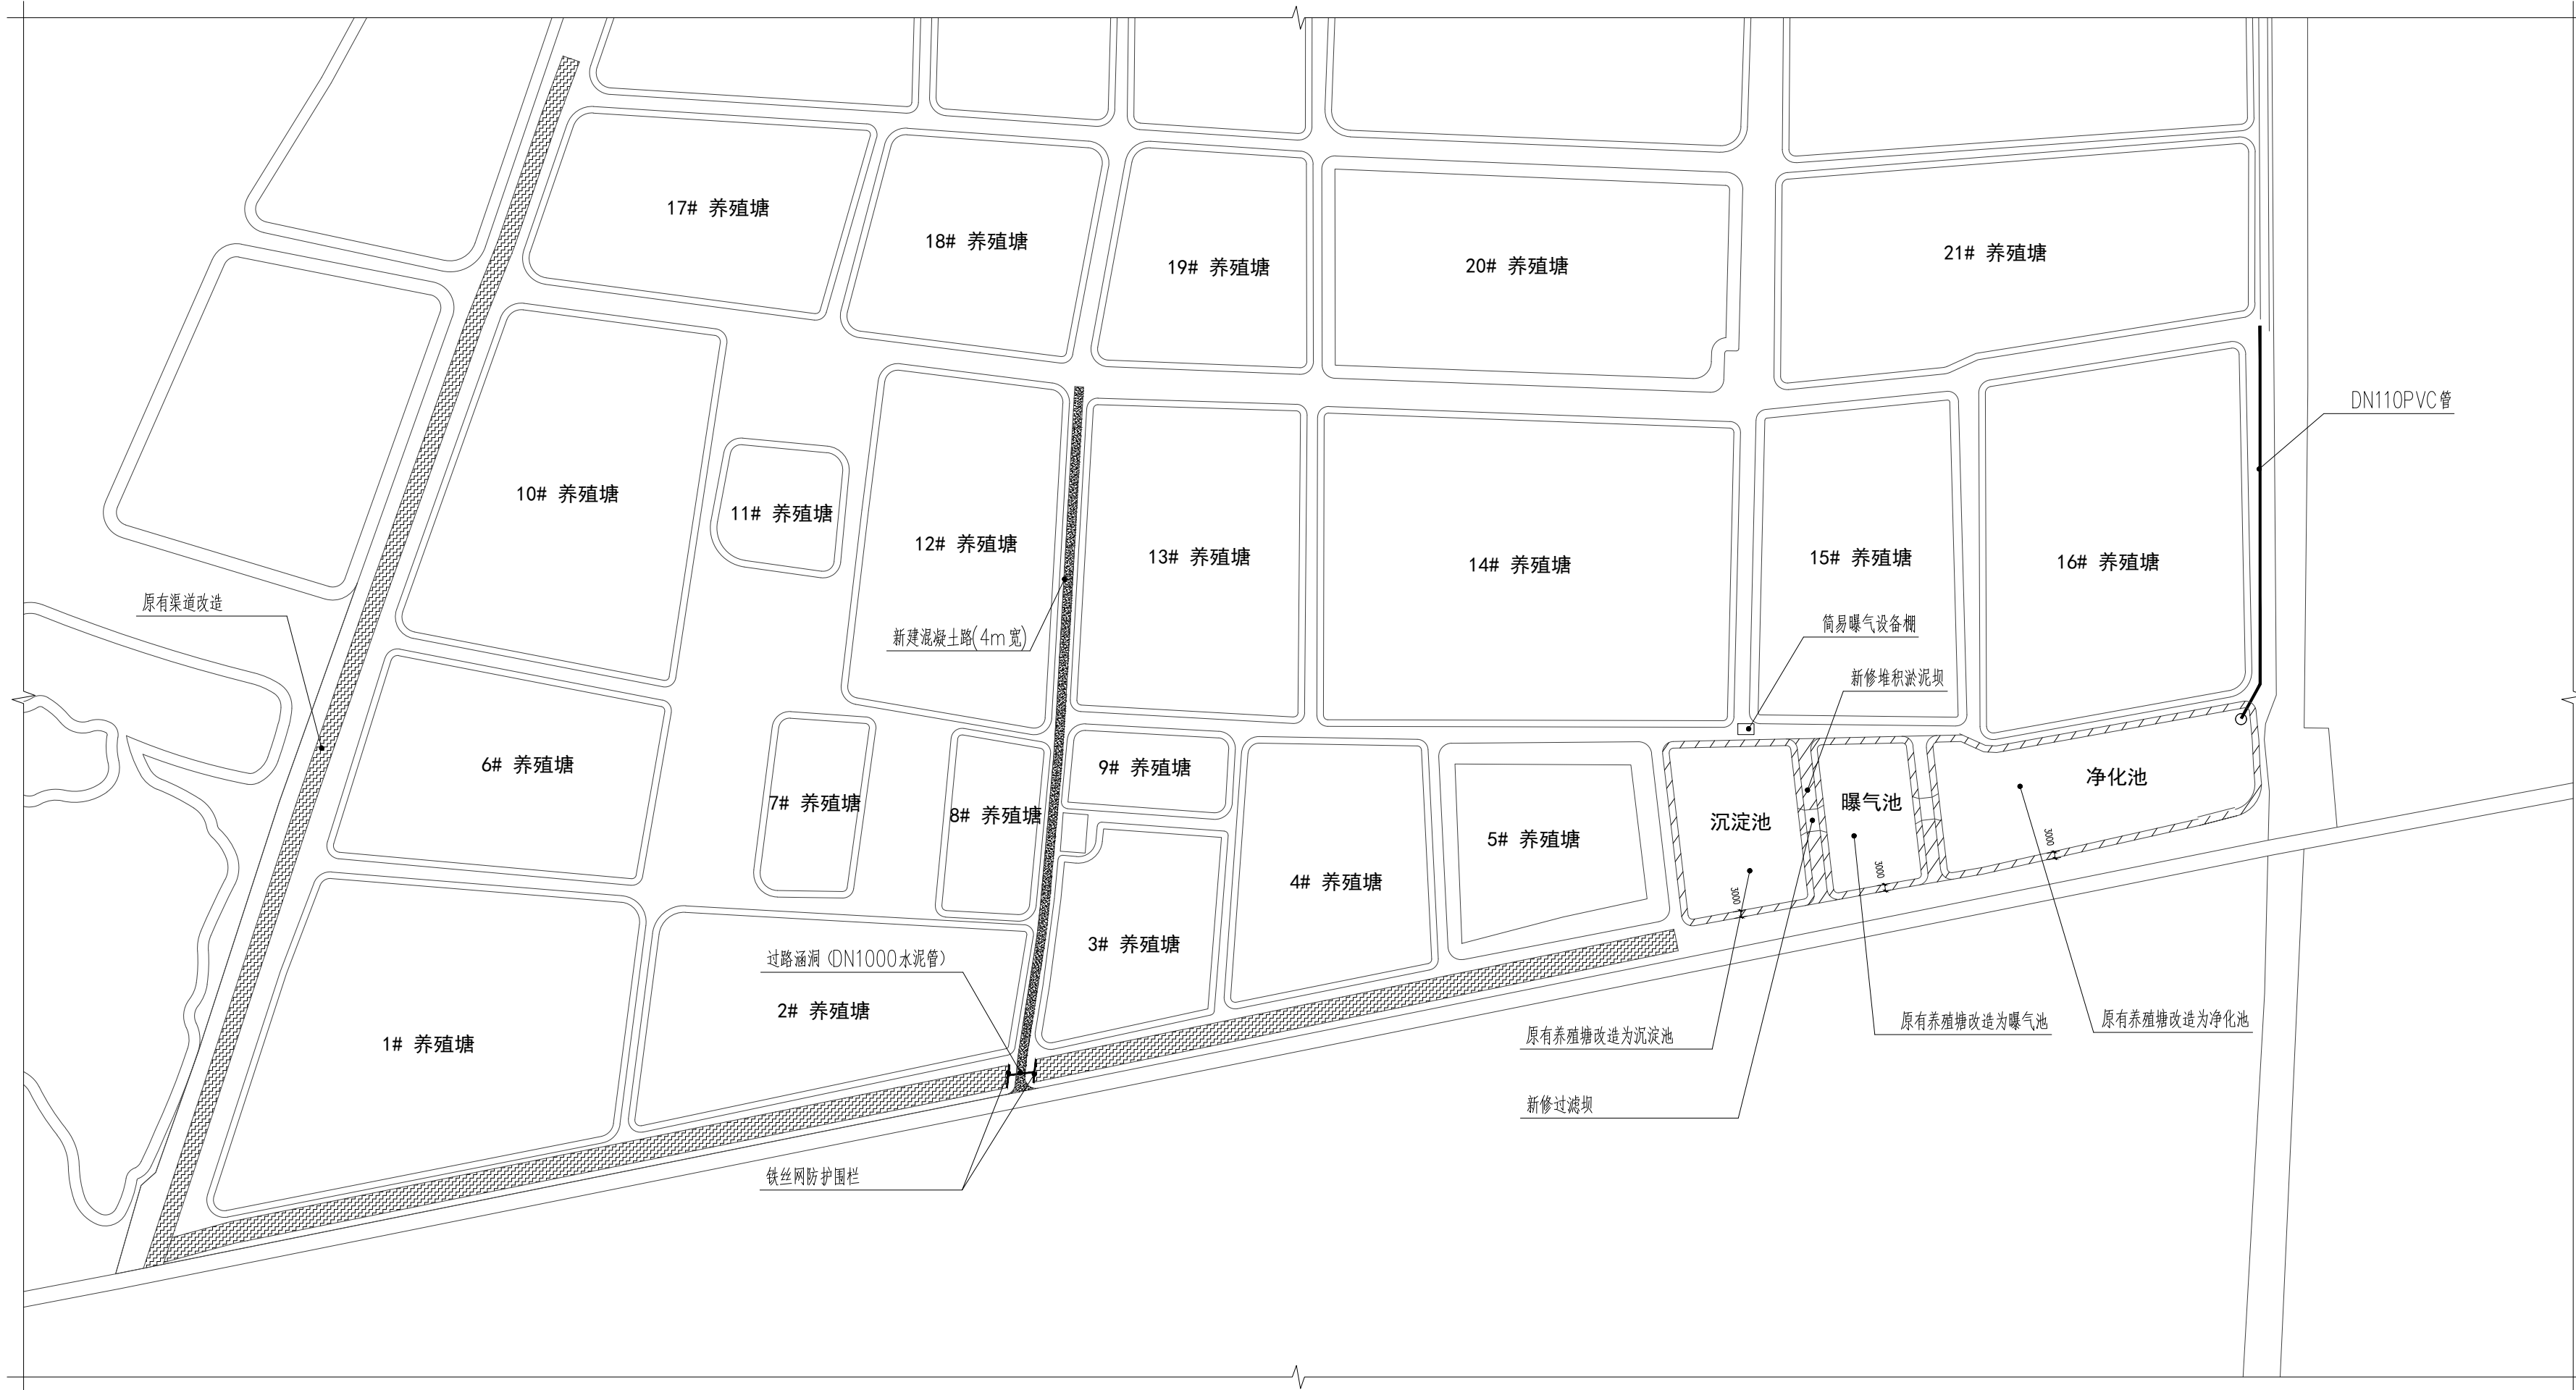 17# 养殖塘
18# 养殖塘
19# 养殖塘
20# 养殖塘
21# 养殖塘
DN110PVC管
10# 养殖塘
11# 养殖塘
12# 养殖塘
13# 养殖塘
14# 养殖塘
15# 养殖塘
16# 养殖塘
原有渠道改造
新建混凝土路(4m宽)
简易曝气设备棚
新修堆积淤泥坝
6# 养殖塘
7# 养殖塘
8# 养殖塘
9# 养殖塘
4# 养殖塘
5# 养殖塘
沉淀池
曝气池
净化池
3000
3000
3000
3# 养殖塘
过路涵洞（DN1000水泥管）
2# 养殖塘
1# 养殖塘
原有养殖塘改造为沉淀池
原有养殖塘改造为曝气池
原有养殖塘改造为净化池
新修过滤坝
铁丝网防护围栏